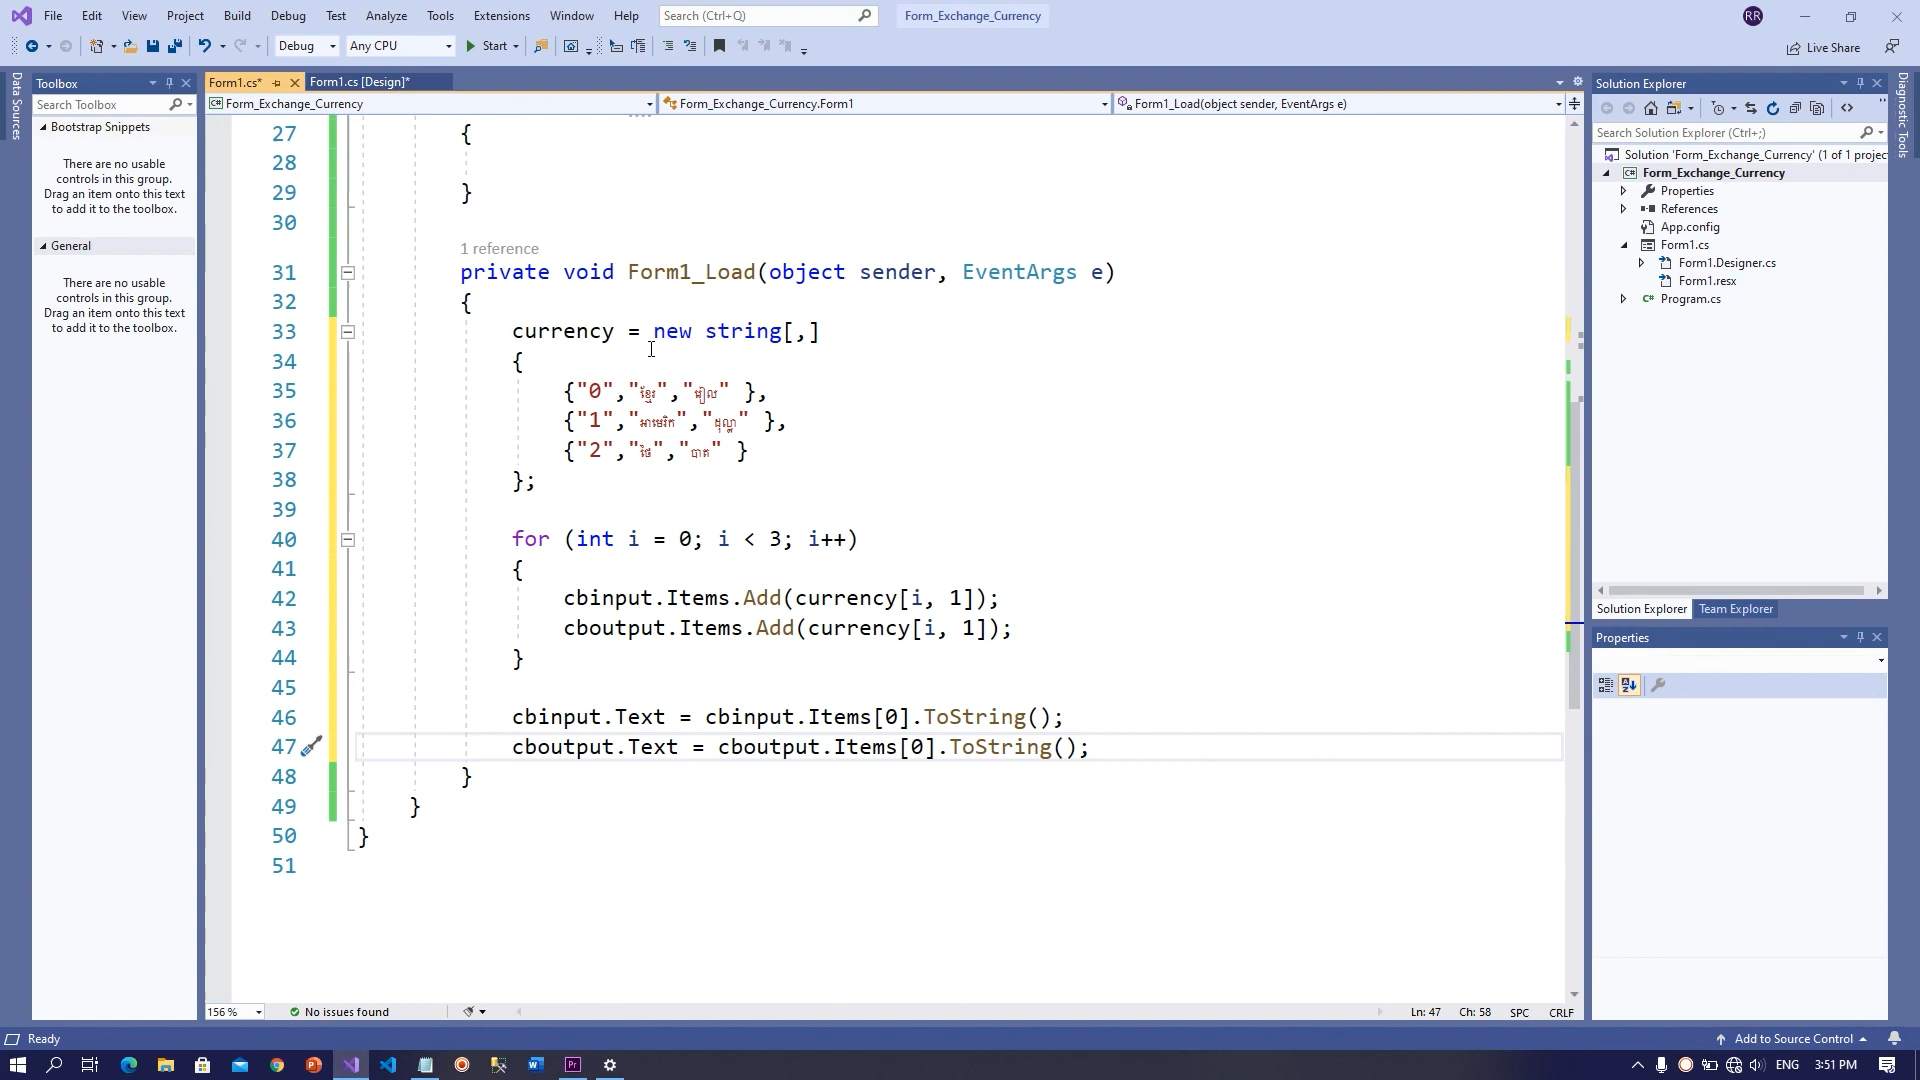 File Edit View Project Build Debug Test Analyze Tools Extensions Window Help Search (Ctrl+Q) Form_Exchange_Currency RR
Debug Any CPU Start Live Share
Data Sources
Toolbox
Search Toolbox
Bootstrap Snippets
There are no usable
controls in this group.
Drag an item onto this text
to add it to the toolbox.
General
There are no usable
controls in this group.
Drag an item onto this text
to add it to the toolbox.
Form1.cs* Form1.cs [Design]*
Form_Exchange_Currency Form_Exchange_Currency.Form1 Form1_Load(object sender, EventArgs e)
27 {
28
29 }
30
1 reference
31 private void Form1_Load(object sender, EventArgs e)
32 {
33 currency = new string[,]
34 {
35 {"0","ខ្មែរ","រៀល" },
36 {"1","អាមេរិក","ដុល្លា" },
37 {"2","ថៃ","បាត" }
38 };
39
40 for (int i = 0; i < 3; i++)
41 {
42 cbinput.Items.Add(currency[i, 1]);
43 cboutput.Items.Add(currency[i, 1]);
44 }
45
46 cbinput.Text = cbinput.Items[0].ToString();
47 cboutput.Text = cboutput.Items[0].ToString();
48 }
49 }
50 }
51
156 % No issues found Ln: 47 Ch: 58 SPC CRLF
Solution Explorer
Search Solution Explorer (Ctrl+;)
Solution 'Form_Exchange_Currency' (1 of 1 projec
Form_Exchange_Currency
Properties
References
App.config
Form1.cs
Form1.Designer.cs
Form1.resx
Program.cs
Solution Explorer Team Explorer
Properties
Diagnostic Tools
Ready Add to Source Control
ENG 3:51 PM